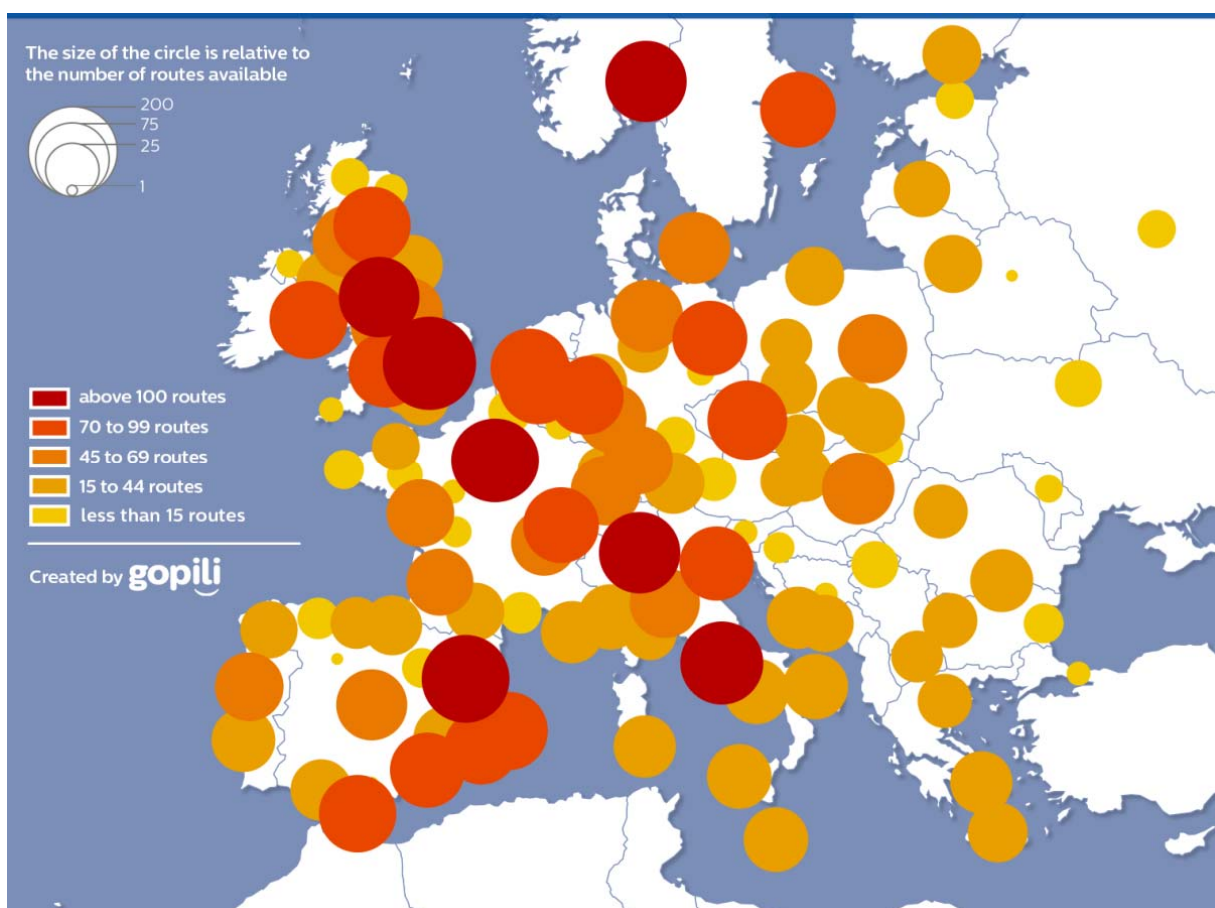 The size of the circle is relative to
the number of routes available
200
75
25
1
above 100 routes
70 to 99 routes
45 to 69 routes
15 to 44 routes
less than 15 routes
Created by gopili